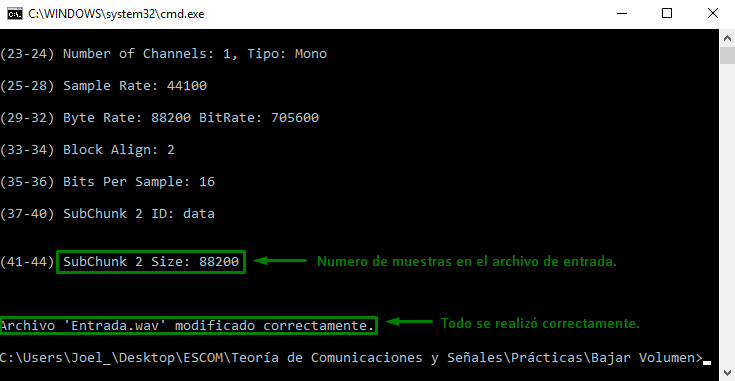 C:\WINDOWS\system32\cmd.exe
(23-24) Number of Channels: 1, Tipo: Mono
(25-28) Sample Rate: 44100
(29-32) Byte Rate: 88200 BitRate: 705600
(33-34) Block Align: 2
(35-36) Bits Per Sample: 16
(37-40) SubChunk 2 ID: data
(41-44) SubChunk 2 Size: 88200 Numero de muestras en el archivo de entrada.
Archivo 'Entrada.wav' modificado correctamente. Todo se realizó correctamente.
C:\Users\Joel_\Desktop\ESCOM\Teoría de Comunicaciones y Señales\Prácticas\Bajar Volumen>